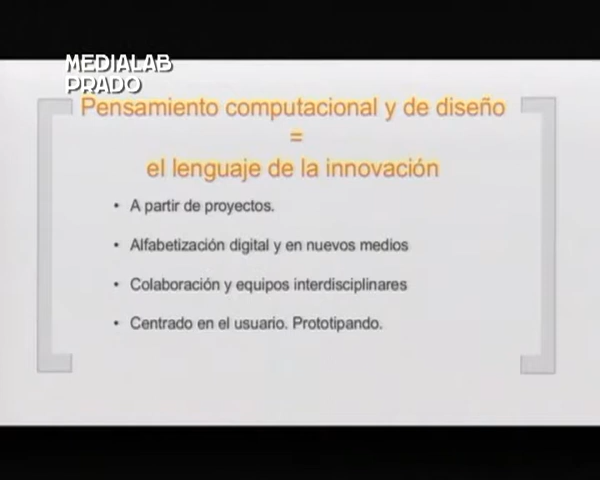 MEDIALAB
PRADO
Pensamiento computacional y de diseño
=
el lenguaje de la innovación
• A partir de proyectos.
• Alfabetización digital y en nuevos medios
• Colaboración y equipos interdisciplinares
• Centrado en el usuario. Prototipando.